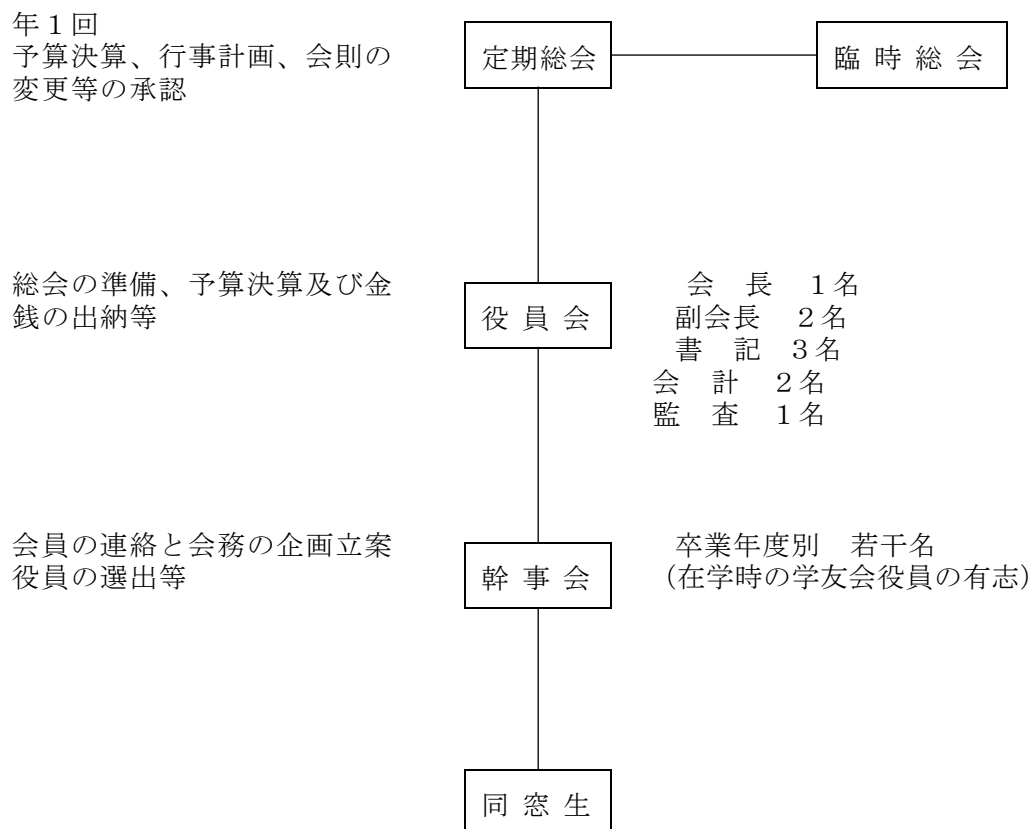 年１回
予算決算、行事計画、会則の
変更等の承認
定期総会
臨 時 総 会
総会の準備、予算決算及び金
銭の出納等
役 員 会
会　長　１名
副会長　２名
書　記　３名
会　計　２名
監　査　１名
会員の連絡と会務の企画立案
役員の選出等
幹 事 会
卒業年度別　若干名
(在学時の学友会役員の有志)
同 窓 生